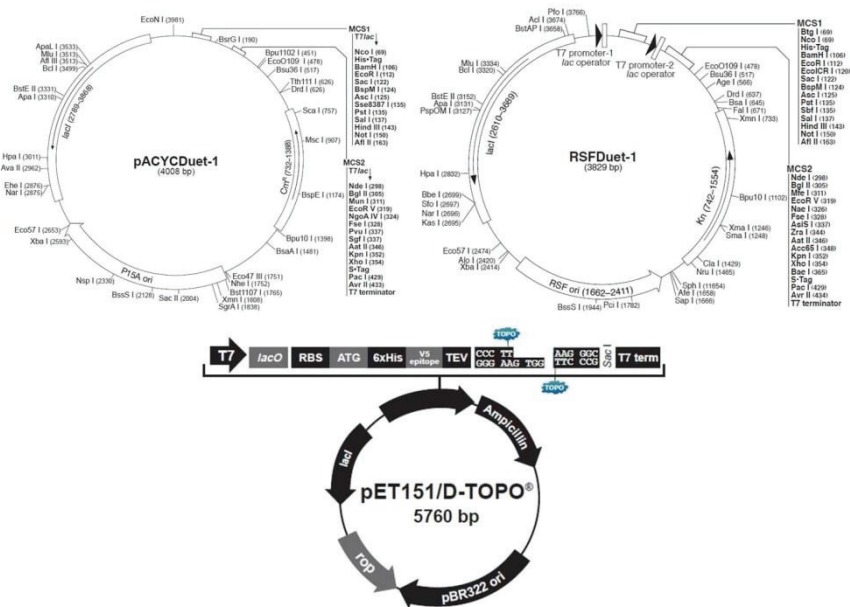 EcoN I (3961)
BsrG I (190)
ApaL I (3533)
Mlu I (3513)
Afl III (3513)
Bcl I (3499)
BstE II (3331)
Apa I (3310)
lacI (2789–3868)
Hpa I (3011)
Ava II (2962)
Ehe I (2876)
Nar I (2875)
Eco57 I (2653)
Xba I (2593)
Nsp I (2330)
BssS I (2128)
Sac II (2004)
P15A ori
Bpu1102 I (451)
EcoO109 I (478)
Bsu36 I (517)
Tth111 I (626)
Drd I (626)
Sca I (757)
Msc I (907)
CmR (732–1388)
BspE I (1174)
Bpu10 I (1398)
BsaA I (1481)
Eco47 III (1751)
Nhe I (1752)
Bst1107 I (1765)
Xmn I (1808)
SgrA I (1838)
pACYCDuet-1
(4008 bp)
MCS1
T7/lac
Nco I (69)
His•Tag
BamH I (106)
EcoR I (112)
Sac I (122)
BspM I (124)
Asc I (125)
Sse8387 I (135)
Pst I (135)
Sal I (137)
Hind III (143)
Not I (150)
Afl II (163)
MCS2
T7/lac
Nde I (298)
Bgl II (305)
Mun I (311)
EcoR V (319)
NgoA IV (324)
Fse I (328)
Pvu I (337)
Sgf I (337)
Aat II (346)
Kpn I (352)
Xho I (354)
S•Tag
Pac I (429)
Avr II (433)
T7 terminator
Pfo I (3766)
Acl I (3674)
BstAP I (3658)
T7 promoter-1
lac operator
T7 promoter-2
lac operator
Mlu I (3334)
Bcl I (3320)
BstE II (3152)
Apa I (3131)
PspOM I (3127)
lacI (2610–3689)
Hpa I (2832)
Bbe I (2699)
Sfo I (2697)
Nar I (2696)
Kas I (2695)
Eco57 I (2474)
Alo I (2420)
Xba I (2414)
RSF ori (1662–2411)
BssS I (1944)
Pci I (1782)
EcoO109 I (478)
Bsu36 I (517)
Age I (566)
Drd I (637)
Bsa I (645)
Fal I (671)
Xmn I (733)
Kn (742–1554)
Bpu10 I (1102)
Xma I (1246)
Sma I (1248)
Cla I (1429)
Nru I (1465)
Sph I (11654)
Afe I (1658)
Sap I (1666)
RSFDuet-1
(3829 bp)
MCS1
Btg I (69)
Nco I (69)
His•Tag
BamH I (106)
EcoR I (112)
EcoICR I (120)
Sac I (122)
BspM I (124)
Asc I (125)
Pst I (135)
Sbf I (135)
Sal I (137)
Hind III (143)
Not I (150)
Afl II (163)
MCS2
Nde I (298)
Bgl II (305)
Mfe I (311)
EcoR V (319)
Nae I (326)
Fse I (328)
AsiS I (337)
Zra I (344)
Aat II (346)
Acc65 I (348)
Kpn I (352)
Xho I (354)
Bae I (365)
S•Tag
Pac I (429)
Avr II (434)
T7 terminator
TOPO
T7 lacO RBS ATG 6xHis V5 epitope TEV CCC TT AAG GGC Sac I T7 term
GGG AAG TGG TTC CCG
TOPO
Ampicillin
lacI
pET151/D-TOPO®
5760 bp
rop
pBR322 ori